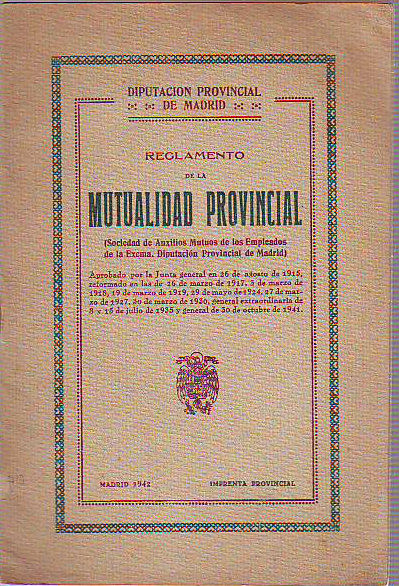 DIPUTACION PROVINCIAL
DE MADRID
REGLAMENTO
DE LA
MUTUALIDAD PROVINCIAL
(Sociedad de Auxilios Mutuos de los Empleados
de la Excma. Diputación Provincial de Madrid)
Aprobado por la Junta general en 26 de agosto de 1915,
reformado en las de 16 de marzo de 1917, 3 de marzo de
1918, 19 de marzo de 1919, 29 de mayo de 1924, 27 de mar-
zo de 1927, 30 de marzo de 1930, general extraordinaria de
8 y 15 de julio de 1935 y general de 30 de octubre de 1941.
MADRID 1942
IMPRENTA PROVINCIAL